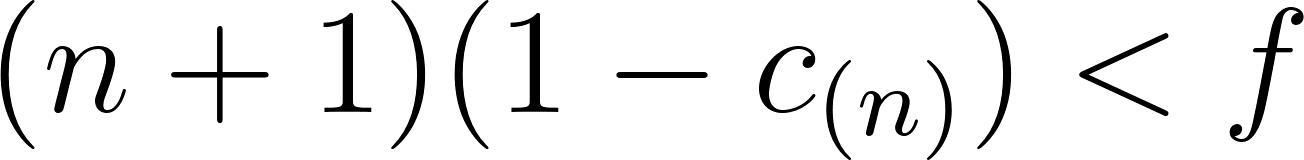 (n + 1)(1 − c_{(n)}) < f